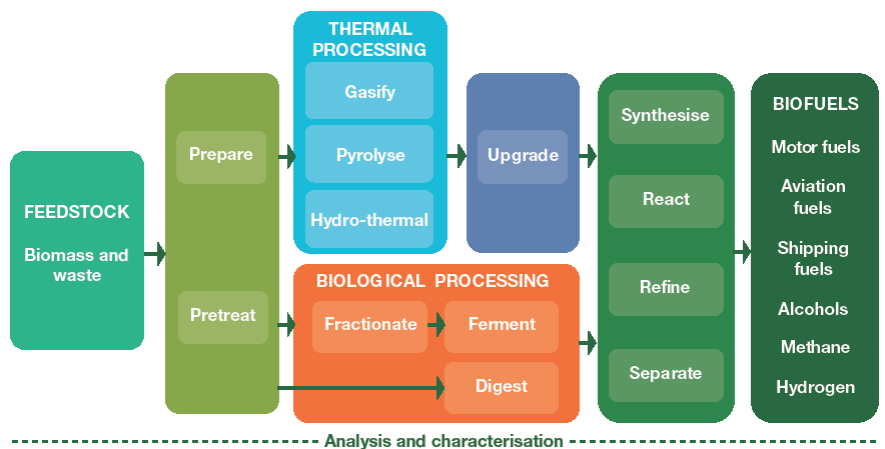 FEEDSTOCK
Biomass and
waste
Prepare
Pretreat
THERMAL
PROCESSING
Gasify
Pyrolyse
Hydro-thermal
Upgrade
BIOLOGICAL PROCESSING
Fractionate
Ferment
Digest
Synthesise
React
Refine
Separate
BIOFUELS
Motor fuels
Aviation
fuels
Shipping
fuels
Alcohols
Methane
Hydrogen
Analysis and characterisation